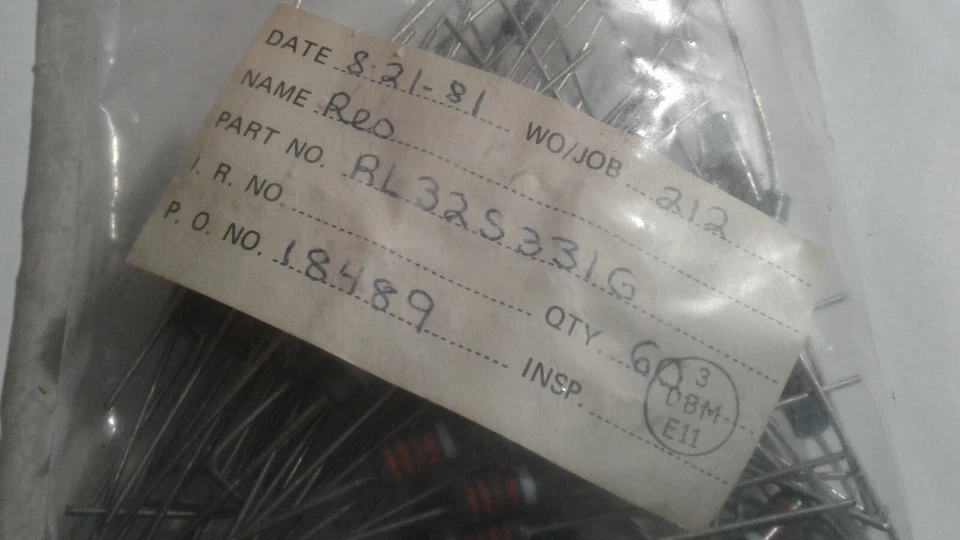 DATE 8-21-81 WO/JOB 212
NAME Res
PART NO. RL32S331G
I. R. NO. QTY. 60
P. O. NO. 18489 INSP.
3
DBM-
E11